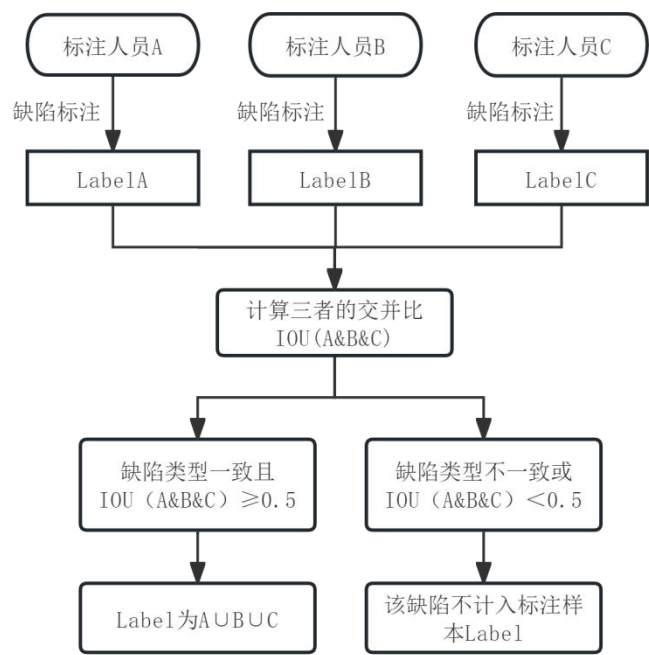 标注人员A
标注人员B
标注人员C
缺陷标注
缺陷标注
缺陷标注
LabelA
LabelB
LabelC
计算三者的交并比
IOU(A&B&C)
缺陷类型一致且
IOU（A&B&C）≥0.5
缺陷类型不一致或
IOU（A&B&C）＜0.5
Label为A∪B∪C
该缺陷不计入标注样
本Label